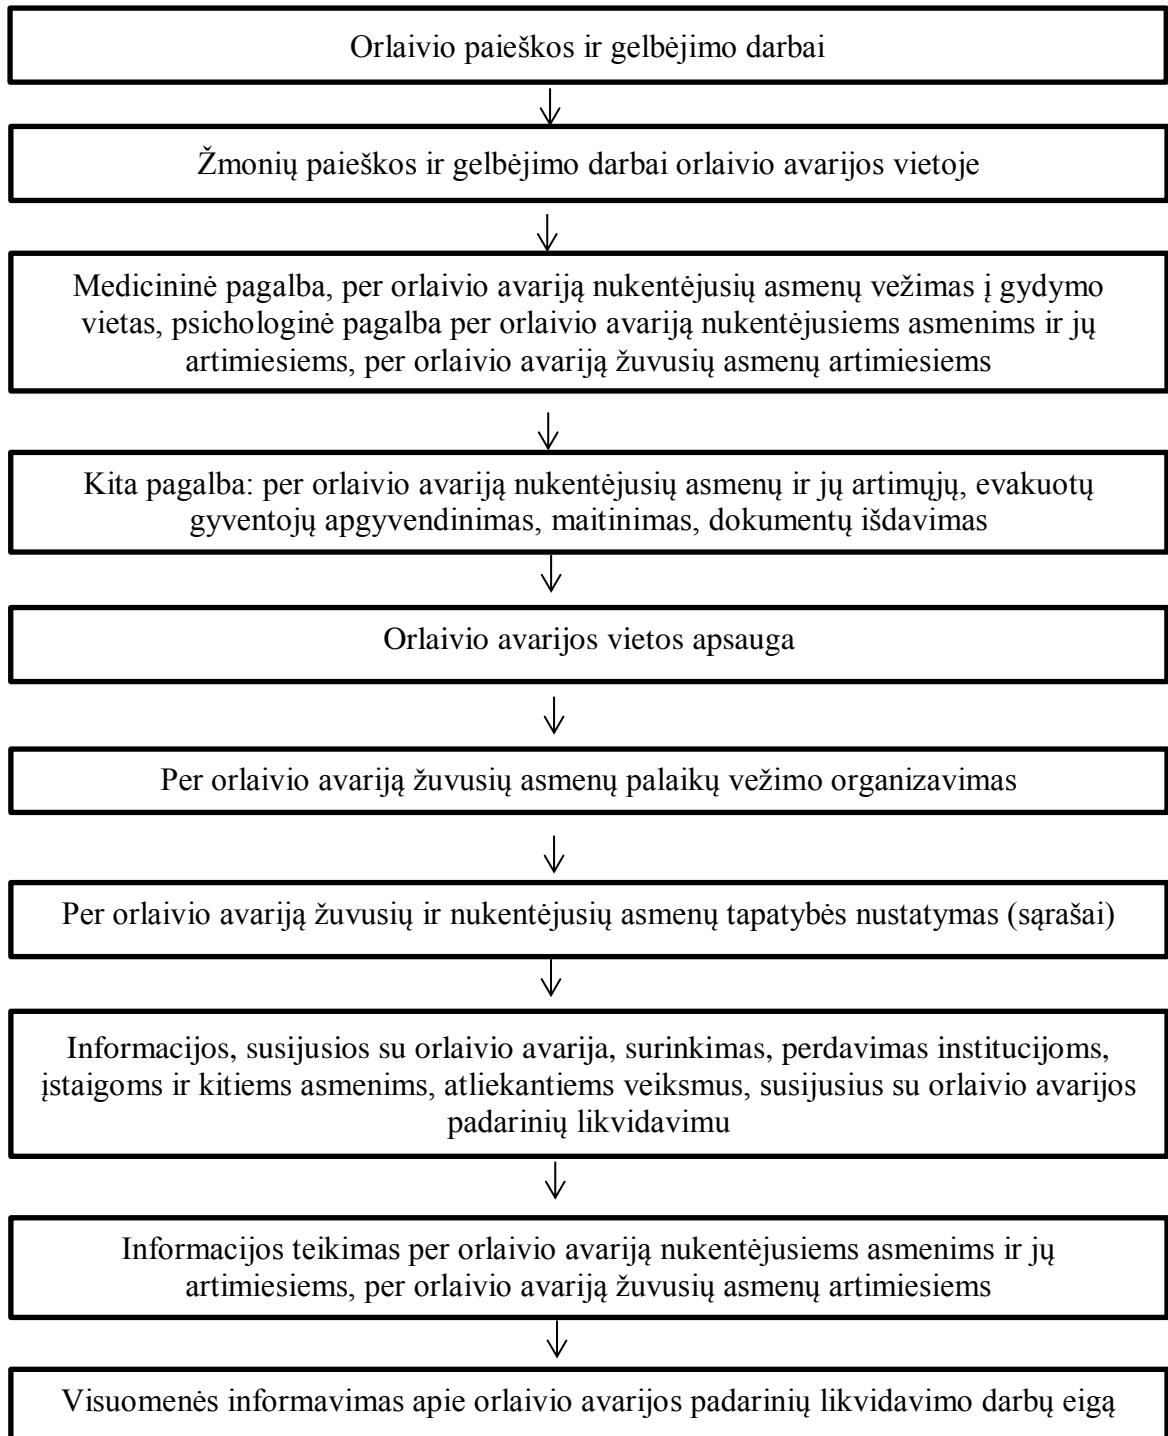 Orlaivio paieškos ir gelbėjimo darbai
Žmonių paieškos ir gelbėjimo darbai orlaivio avarijos vietoje
Medicininė pagalba, per orlaivio avariją nukentėjusių asmenų vežimas į gydymo
vietas, psichologinė pagalba per orlaivio avariją nukentėjusiems asmenims ir jų
artimiesiems, per orlaivio avariją žuvusių asmenų artimiesiems
Kita pagalba: per orlaivio avariją nukentėjusių asmenų ir jų artimųjų, evakuotų
gyventojų apgyvendinimas, maitinimas, dokumentų išdavimas
Orlaivio avarijos vietos apsauga
Per orlaivio avariją žuvusių asmenų palaikų vežimo organizavimas
Per orlaivio avariją žuvusių ir nukentėjusių asmenų tapatybės nustatymas (sąrašai)
Informacijos, susijusios su orlaivio avarija, surinkimas, perdavimas institucijoms,
įstaigoms ir kitiems asmenims, atliekantiems veiksmus, susijusius su orlaivio avarijos
padarinių likvidavimu
Informacijos teikimas per orlaivio avariją nukentėjusiems asmenims ir jų
artimiesiems, per orlaivio avariją žuvusių asmenų artimiesiems
Visuomenės informavimas apie orlaivio avarijos padarinių likvidavimo darbų eigą